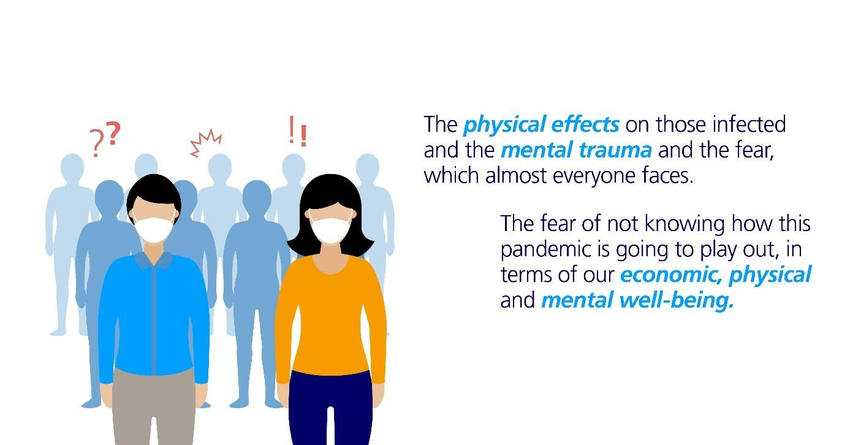 ??
!!
The physical effects on those infected
and the mental trauma and the fear,
which almost everyone faces.
The fear of not knowing how this
pandemic is going to play out, in
terms of our economic, physical
and mental well-being.